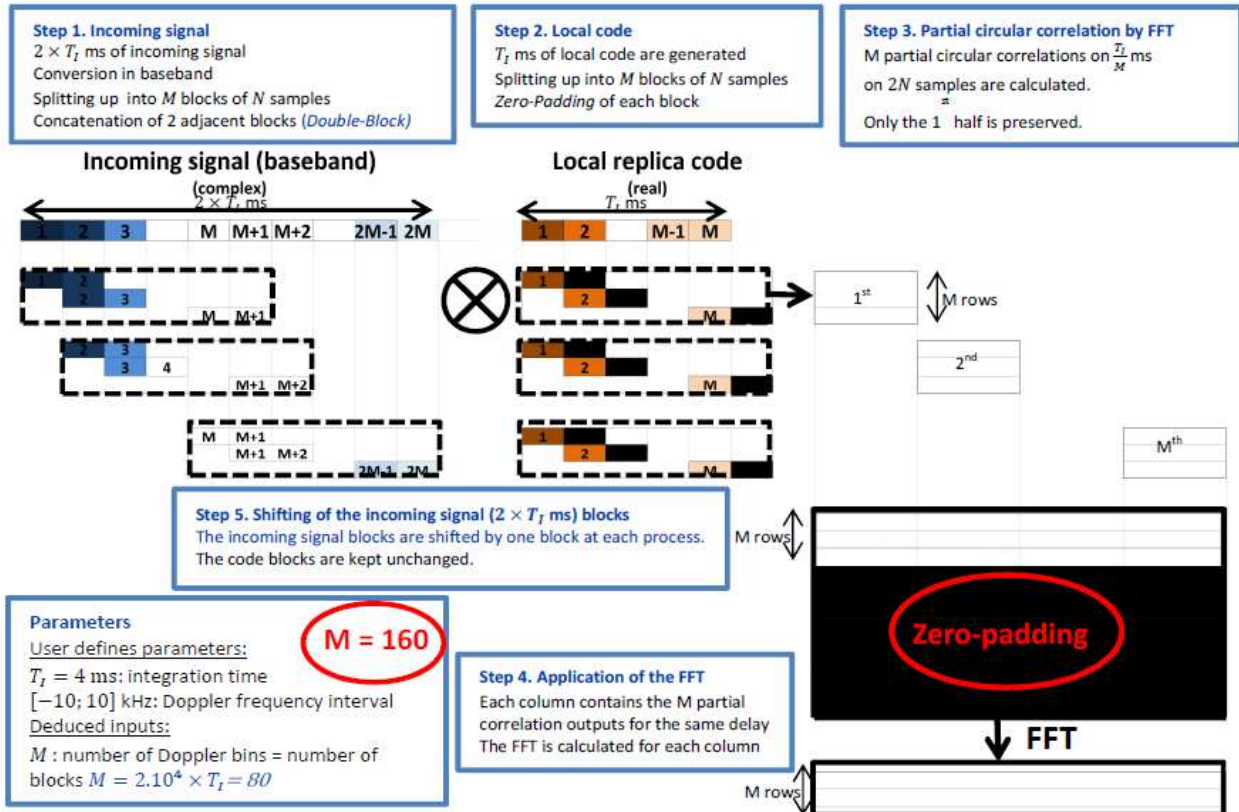 Step 1. Incoming signal
2 × T_I ms of incoming signal
Conversion in baseband
Splitting up into M blocks of N samples
Concatenation of 2 adjacent blocks (Double-Block)
Step 2. Local code
T_I ms of local code are generated
Splitting up into M blocks of N samples
Zero-Padding of each block
Step 3. Partial circular correlation by FFT
M partial circular correlations on T_I/M ms
on 2N samples are calculated.
Only the 1 half is preserved.
Incoming signal (baseband)
(complex)
2 × T_I ms
1 2 3 M M+1 M+2 2M-1 2M
1 2
2 3
M M+1
2 3
3 4
M+1 M+2
M M+1
M+1 M+2
2M-1 2M
Local replica code
(real)
T_I ms
1 2 M-1 M
1
2
M
1
2
M
1
2
M
1st
M rows
2nd
Mth
Step 5. Shifting of the incoming signal (2 × T_I ms) blocks
The incoming signal blocks are shifted by one block at each process.
The code blocks are kept unchanged.
M rows
Zero-padding
Parameters
M = 160
User defines parameters:
T_I = 4 ms: integration time
[−10; 10] kHz: Doppler frequency interval
Deduced inputs:
M : number of Doppler bins = number of
blocks M = 2.10⁴ × T_I = 80
Step 4. Application of the FFT
Each column contains the M partial
correlation outputs for the same delay
The FFT is calculated for each column
FFT
M rows